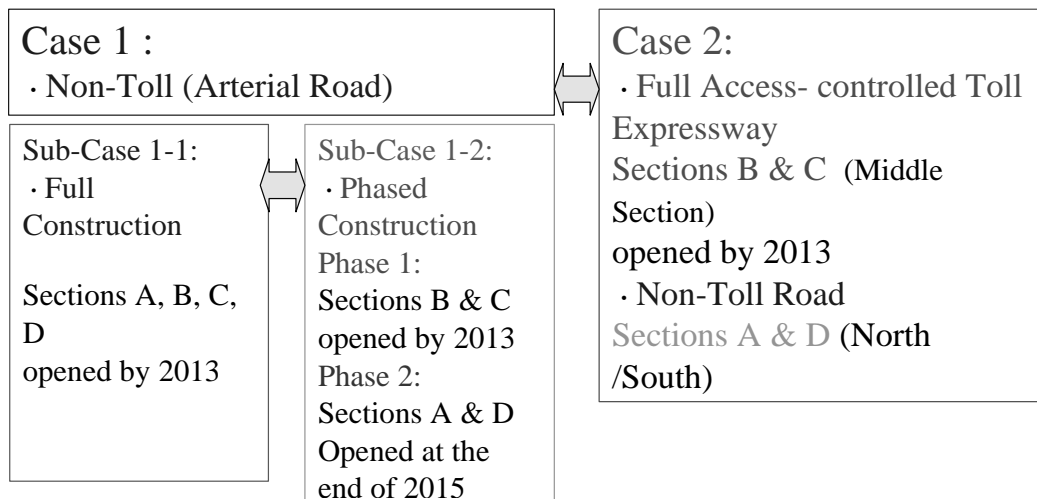 Case 1 :
· Non-Toll (Arterial Road)
Sub-Case 1-1:
· Full
Construction
Sections A, B, C,
D
opened by 2013
Sub-Case 1-2:
· Phased
Construction
Phase 1:
Sections B & C
opened by 2013
Phase 2:
Sections A & D
Opened at the
end of 2015
Case 2:
· Full Access- controlled Toll
Expressway
Sections B & C (Middle
Section)
opened by 2013
· Non-Toll Road
Sections A & D (North
/South)